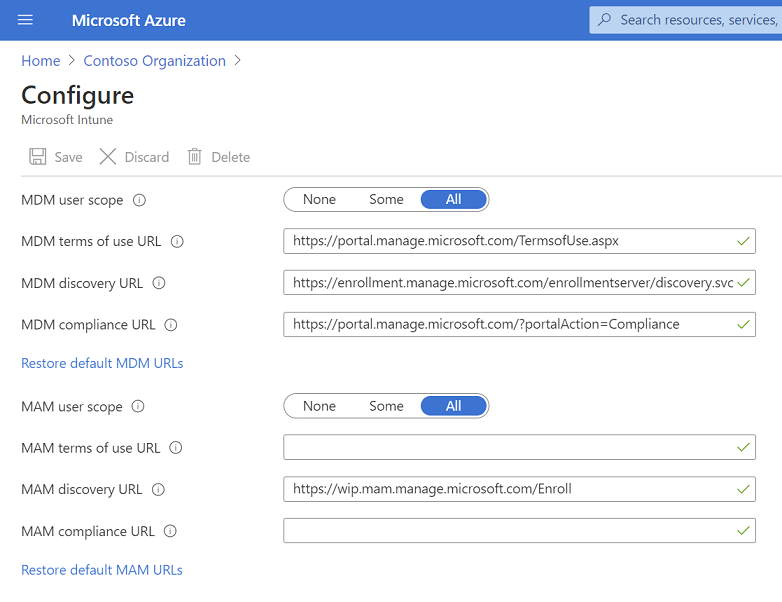 Microsoft Azure
Search resources, services,
Home > Contoso Organization >
Configure
Microsoft Intune
Save Discard Delete
MDM user scope None Some All
MDM terms of use URL https://portal.manage.microsoft.com/TermsofUse.aspx
MDM discovery URL https://enrollment.manage.microsoft.com/enrollmentserver/discovery.svc
MDM compliance URL https://portal.manage.microsoft.com/?portalAction=Compliance
Restore default MDM URLs
MAM user scope None Some All
MAM terms of use URL
MAM discovery URL https://wip.mam.manage.microsoft.com/Enroll
MAM compliance URL
Restore default MAM URLs